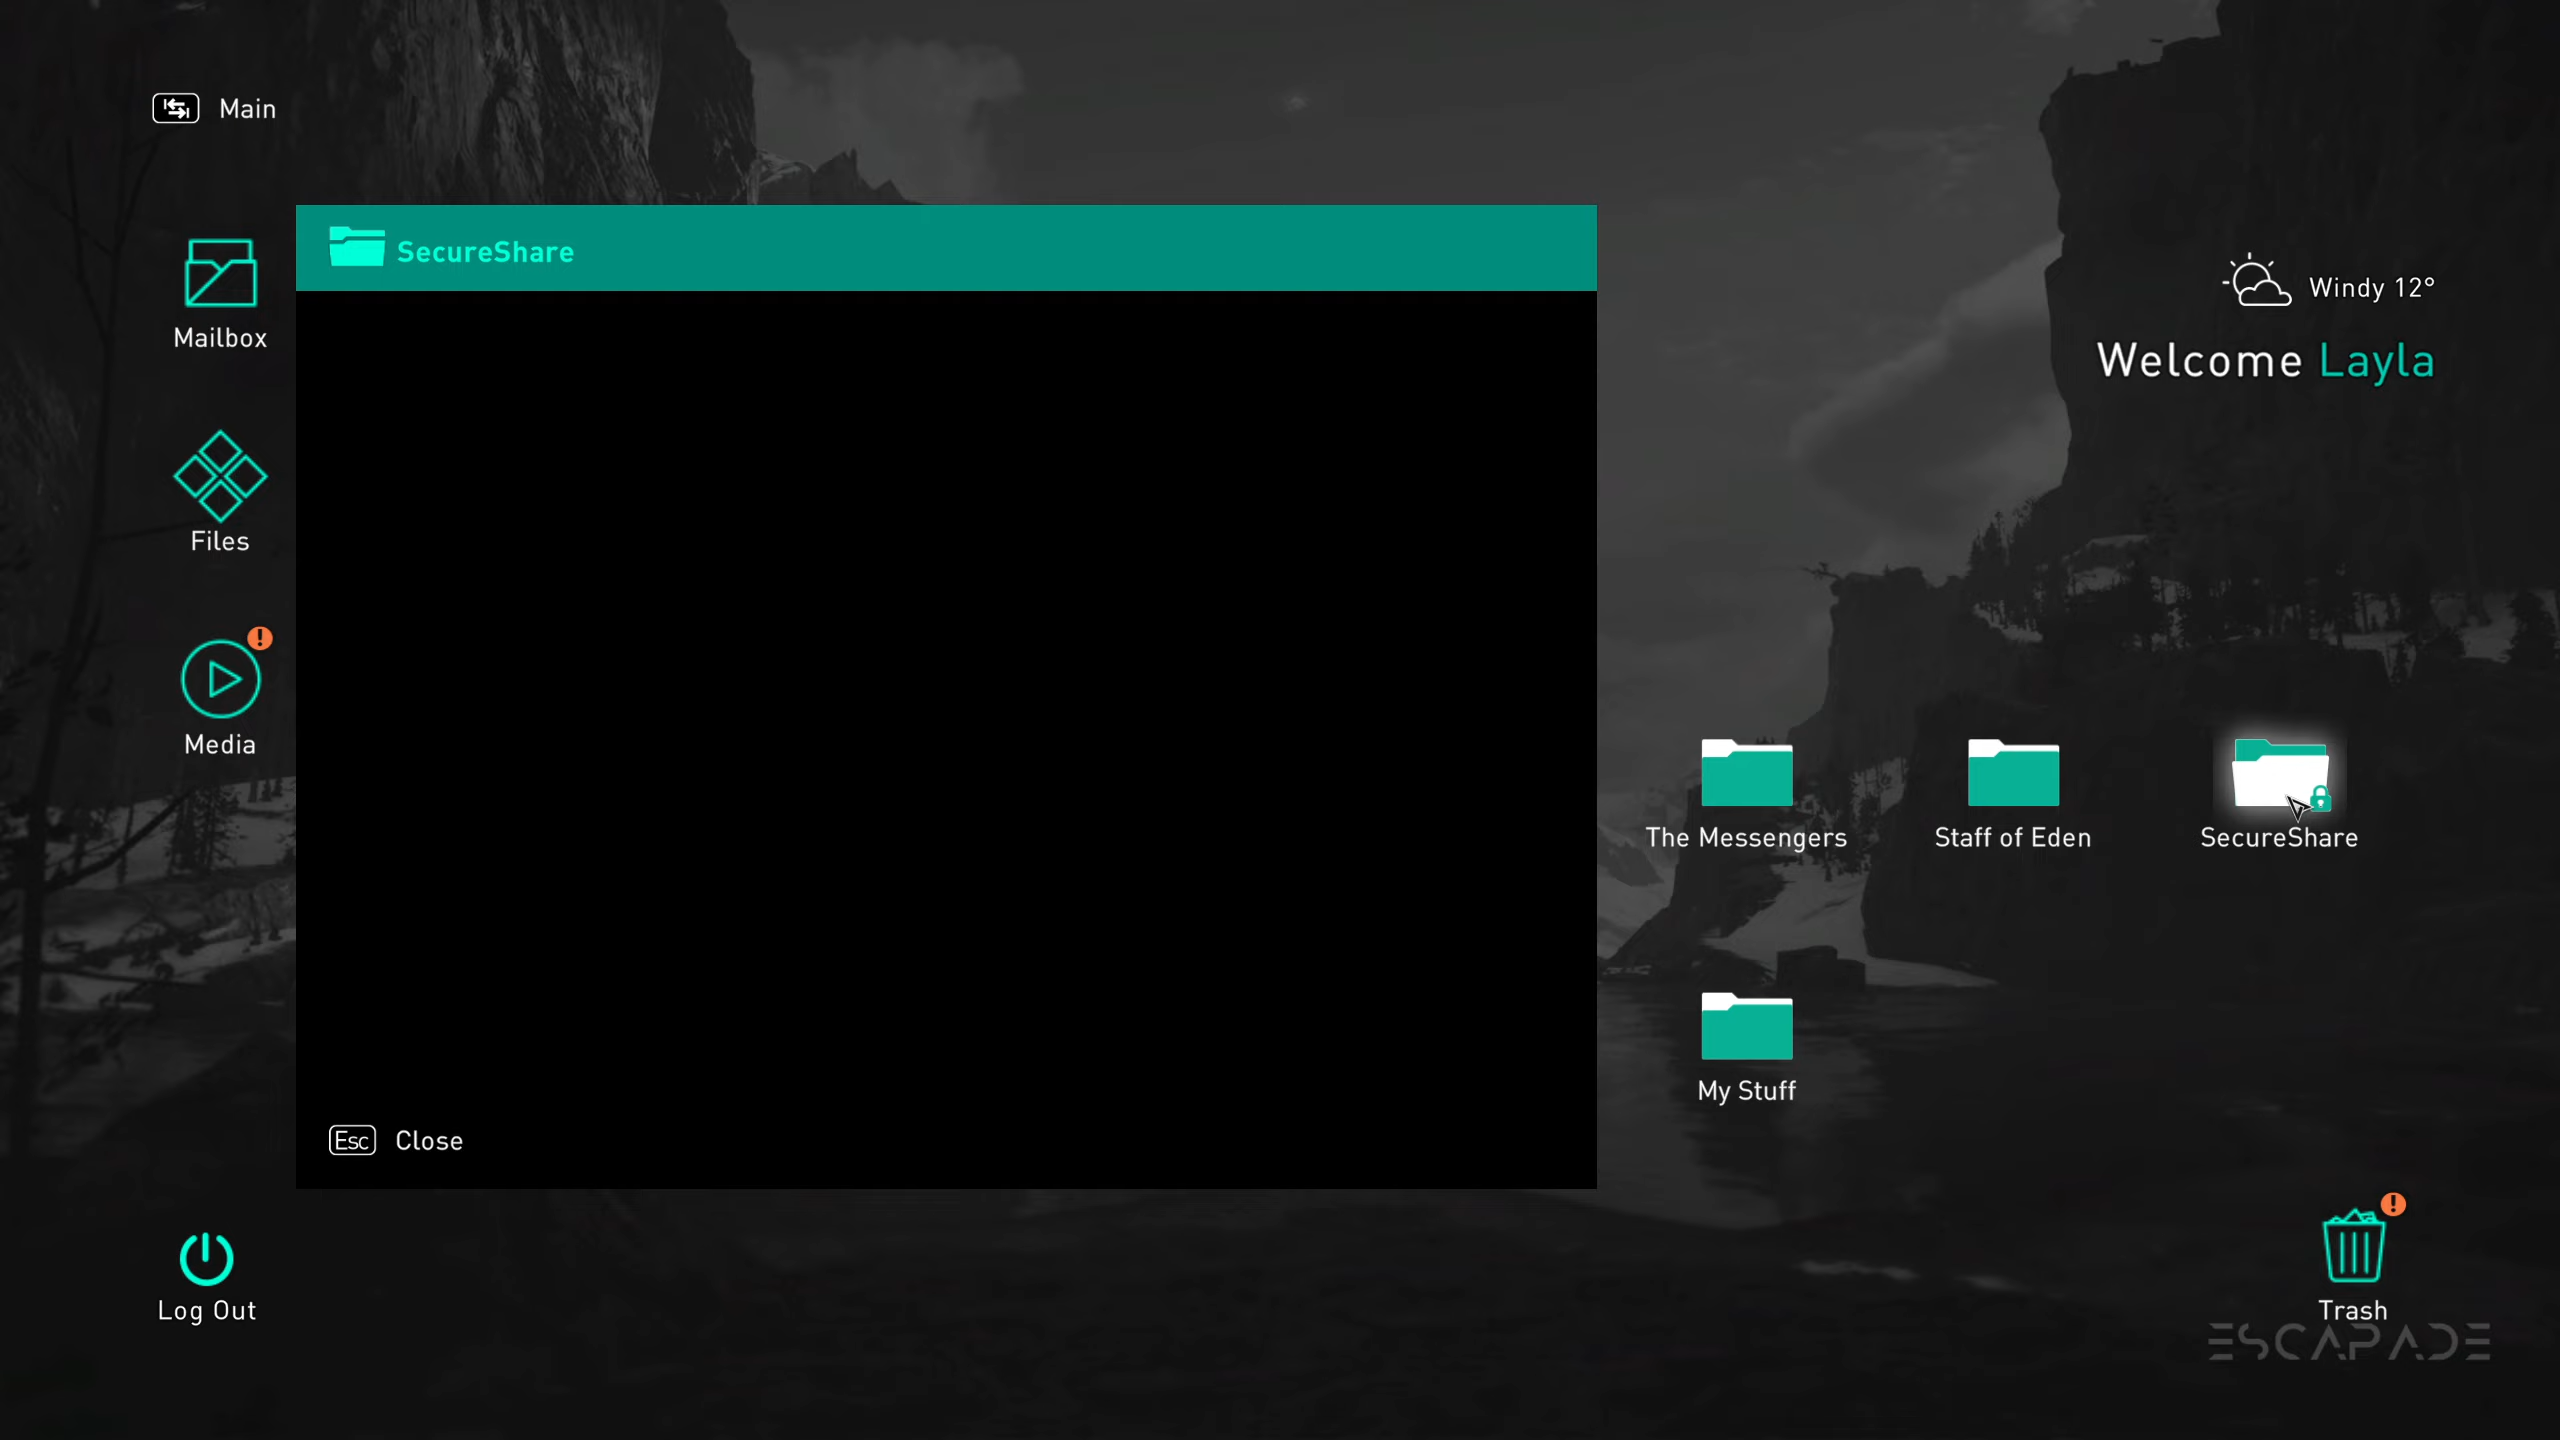 Main
SecureShare
Mailbox
Windy 12°
Welcome Layla
Files
Media
The Messengers
Staff of Eden
SecureShare
My Stuff
Esc Close
Log Out
Trash
ESCAPADE